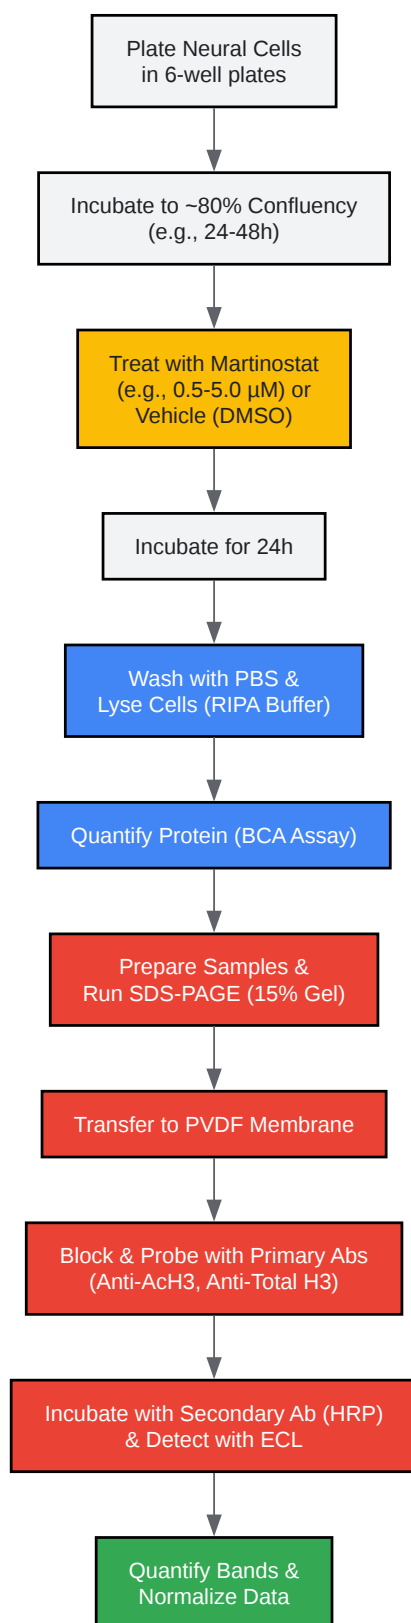 Plate Neural Cells
in 6-well plates
Incubate to ~80% Confluency
(e.g., 24-48h)
Treat with Martinostat
(e.g., 0.5-5.0 µM) or
Vehicle (DMSO)
Incubate for 24h
Wash with PBS &
Lyse Cells (RIPA Buffer)
Quantify Protein (BCA Assay)
Prepare Samples &
Run SDS-PAGE (15% Gel)
Transfer to PVDF Membrane
Block & Probe with Primary Abs
(Anti-AcH3, Anti-Total H3)
Incubate with Secondary Ab (HRP)
& Detect with ECL
Quantify Bands &
Normalize Data